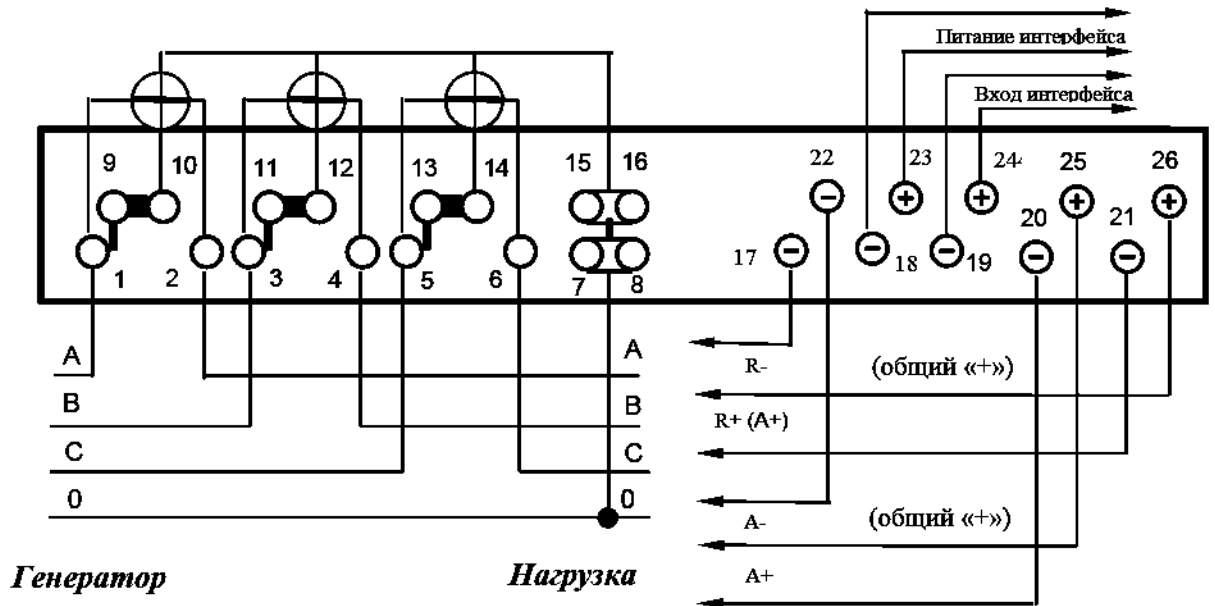 Питание интерфейса
Вход интерфейса
9 10 11 12 13 14 15 16 22 23 24 25 26
1 2 3 4 5 6 7 8 17 18 19 20 21
A A
B B
C C
0 0
R- (общий «+»)
R+ (A+)
A- (общий «+»)
A+
Генератор Нагрузка